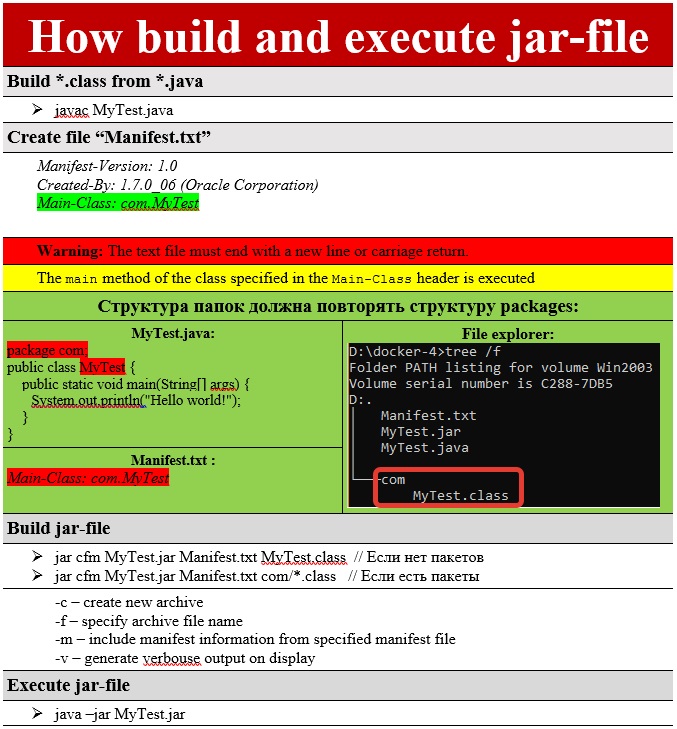 How build and execute jar-file
Build *.class from *.java
➢ javac MyTest.java
Create file “Manifest.txt”
Manifest-Version: 1.0
Created-By: 1.7.0_06 (Oracle Corporation)
Main-Class: com.MyTest
Warning: The text file must end with a new line or carriage return.
The main method of the class specified in the Main-Class header is executed
Структура папок должна повторять структуру packages:
MyTest.java:
package com;
public class MyTest {
public static void main(String[] args) {
System.out.println("Hello world!");
}
}
Manifest.txt :
Main-Class: com.MyTest
File explorer:
D:\docker-4>tree /f
Folder PATH listing for volume Win2003
Volume serial number is C288-7DB5
D:.
Manifest.txt
MyTest.jar
MyTest.java
com
MyTest.class
Build jar-file
➢ jar cfm MyTest.jar Manifest.txt MyTest.class // Если нет пакетов
➢ jar cfm MyTest.jar Manifest.txt com/*.class // Если есть пакеты
-c – create new archive
-f – specify archive file name
-m – include manifest information from specified manifest file
-v – generate verbouse output on display
Execute jar-file
➢ java –jar MyTest.jar